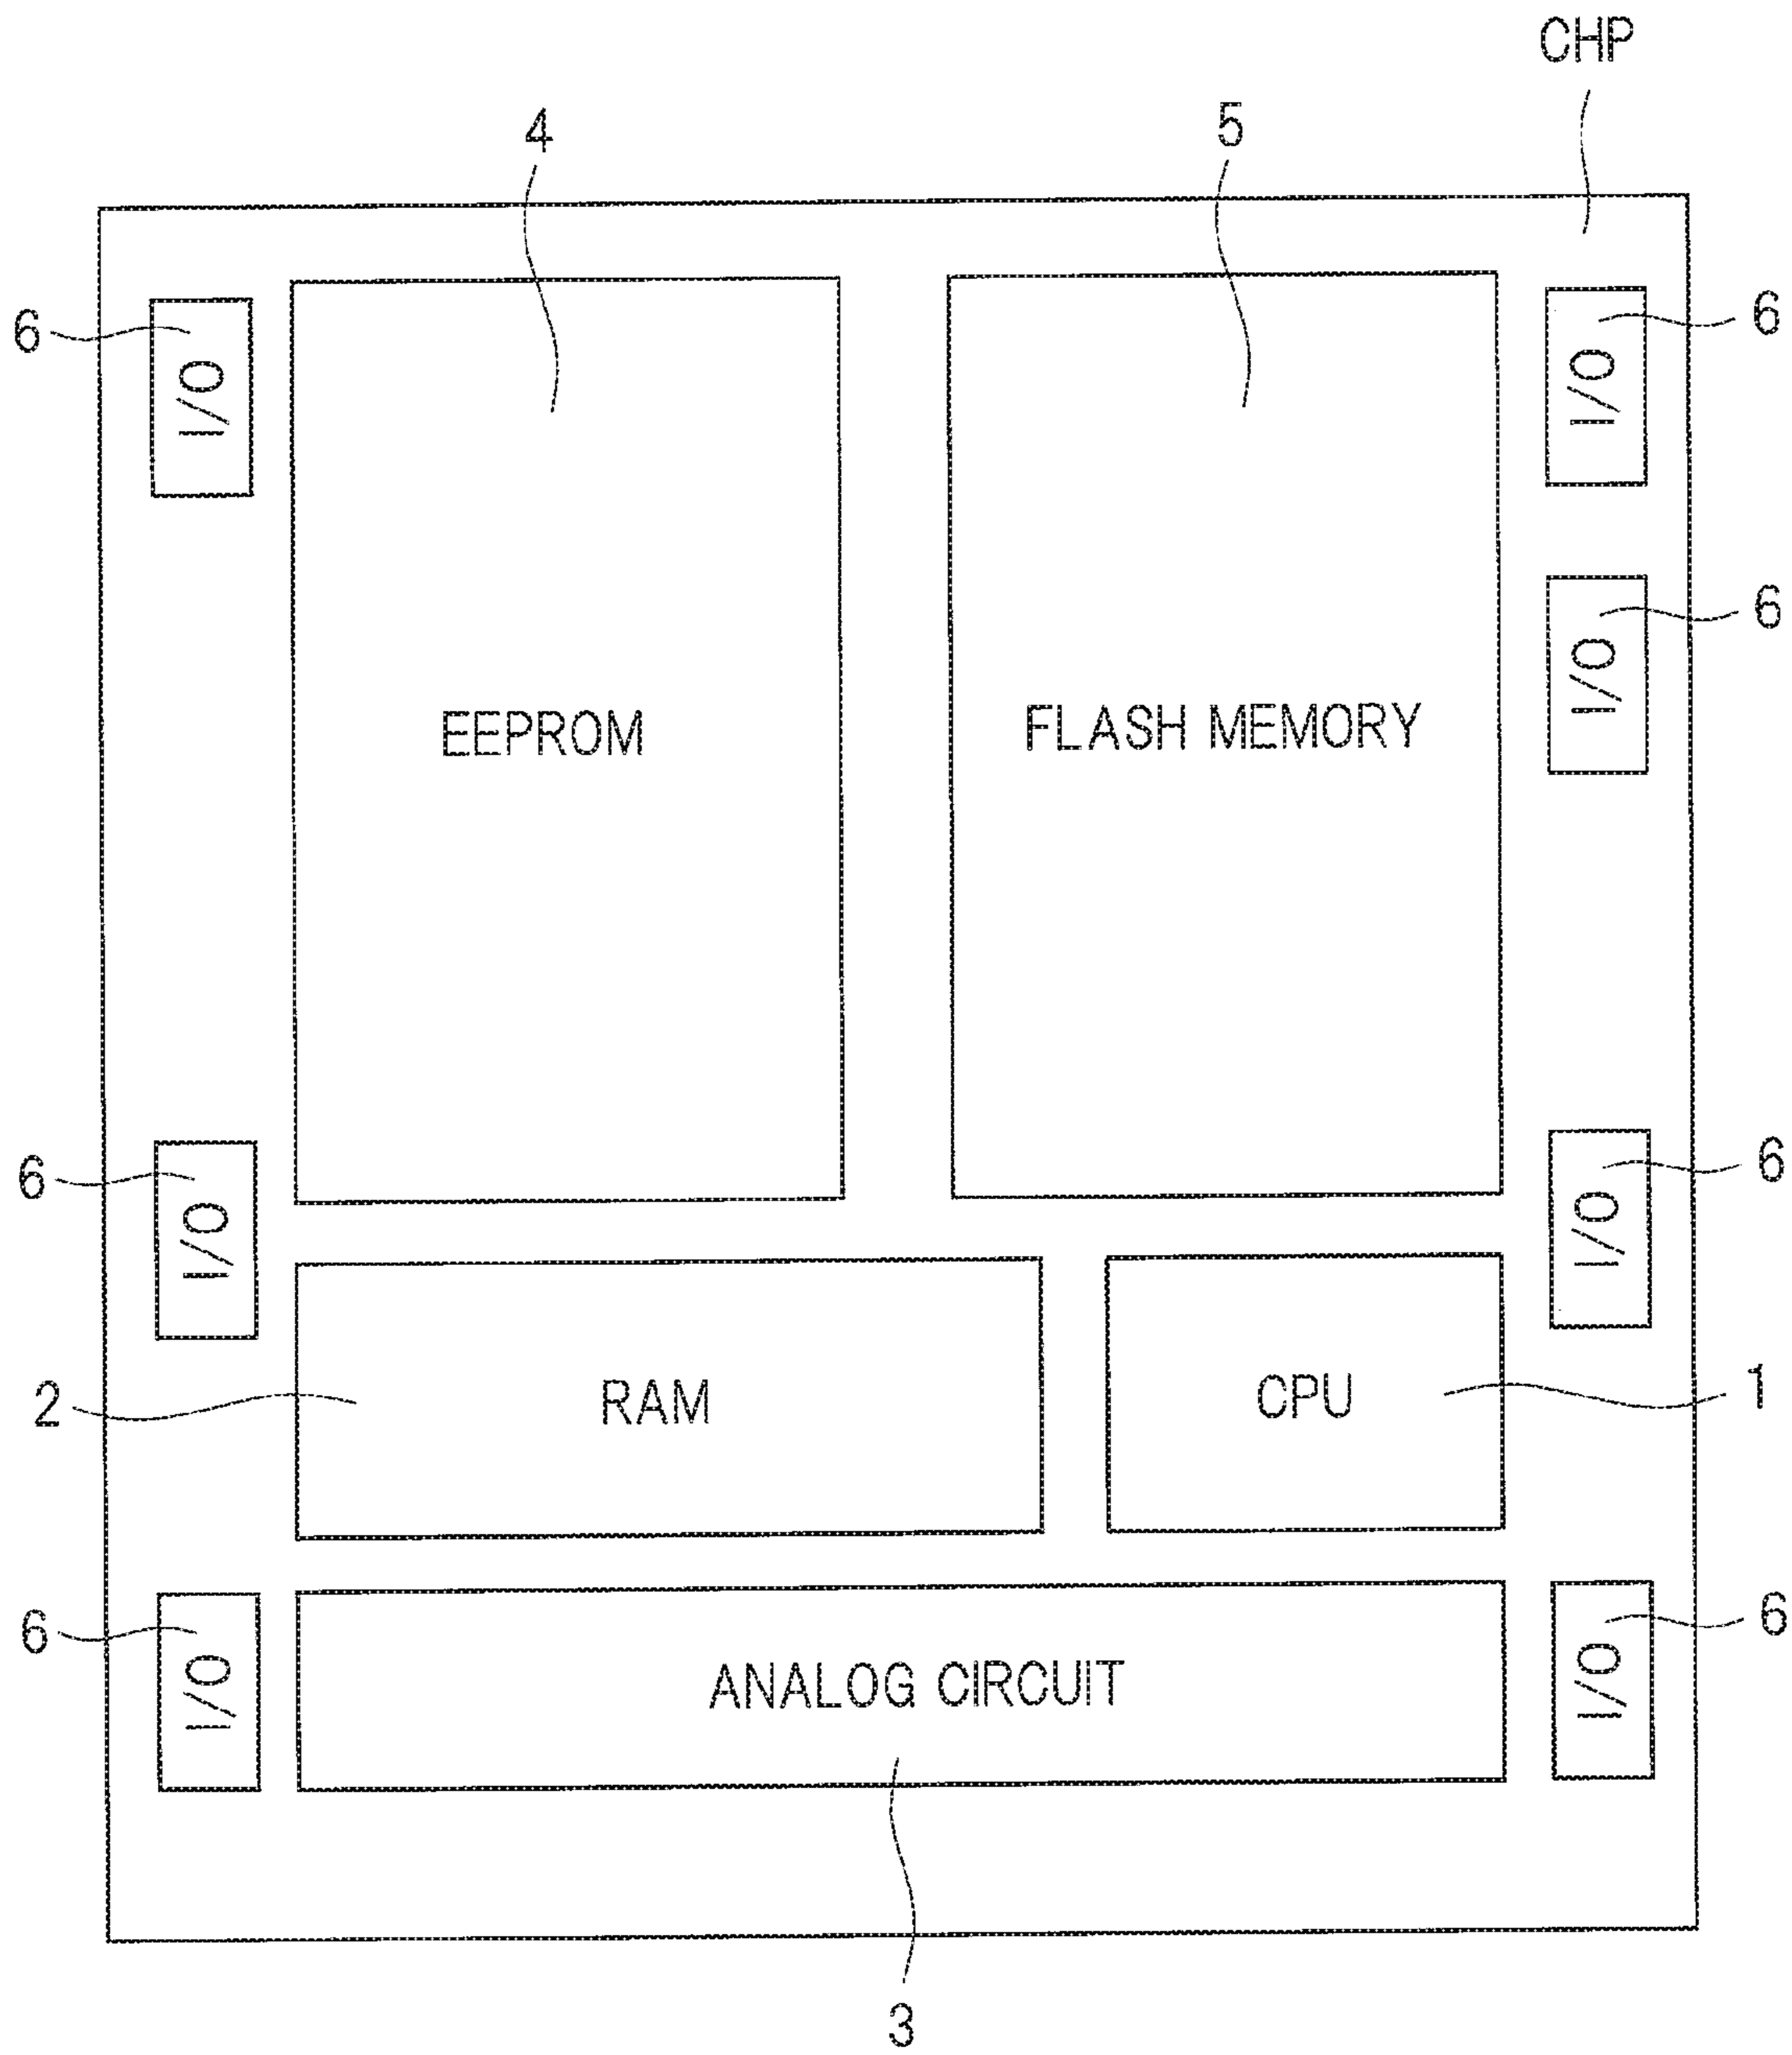 CHP
4
5
6
I/O
I/O
6
I/O
6
EEPROM
FLASH MEMORY
6
I/O
I/O
6
2
RAM
CPU
1
6
I/O
ANALOG CIRCUIT
I/O
6
3